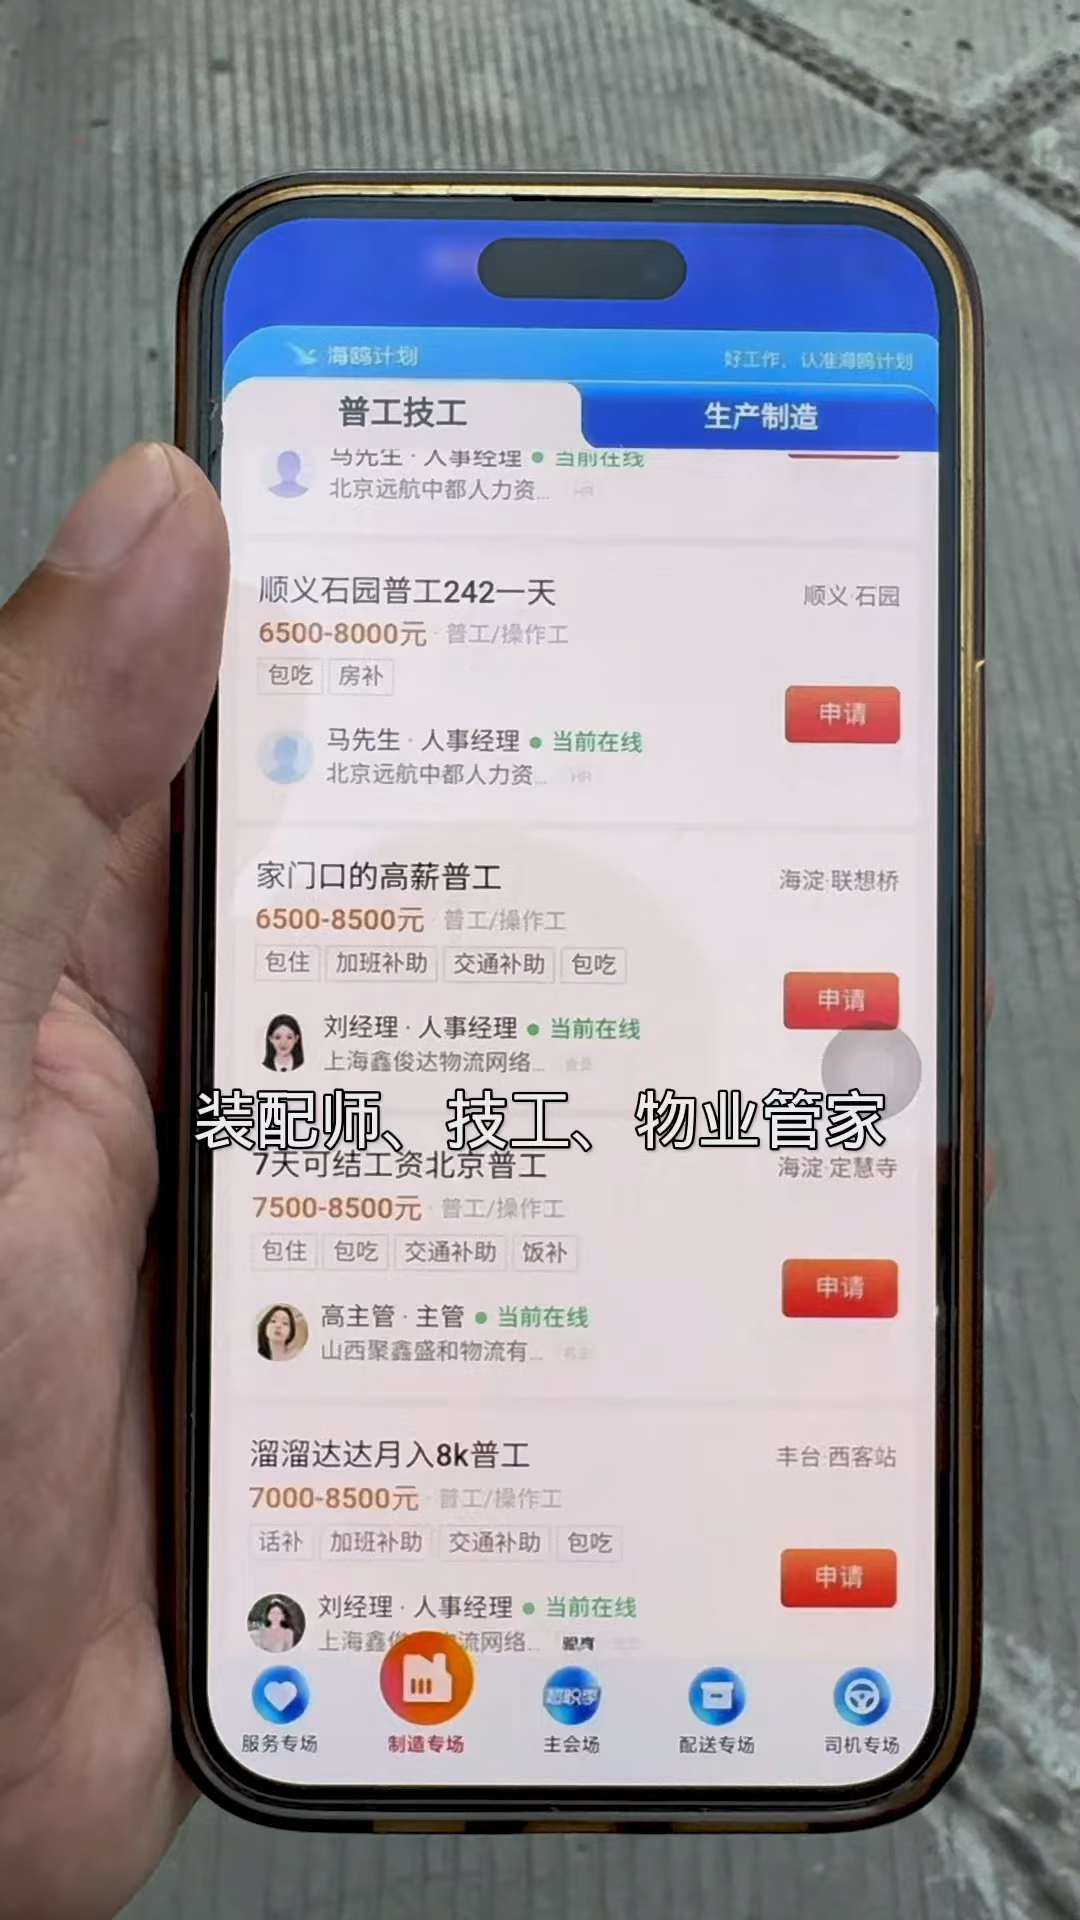 海鸥计划
好工作、认准海鸥计划
普工技工
生产制造
马先生·人事经理 当前在线
北京远航中都人力资... HR
顺义石园普工242一天
顺义·石园
6500-8000元·普工/操作工
包吃 房补
申请
马先生·人事经理 当前在线
北京远航中都人力资... HR
家门口的高薪普工
海淀·联想桥
6500-8500元·普工/操作工
包住 加班补助 交通补助 包吃
申请
刘经理·人事经理 当前在线
上海鑫俊达物流网络... 会员
装配师、技工、物业管家
7天可结工资北京普工
海淀·定慧寺
7500-8500元·普工/操作工
包住 包吃 交通补助 饭补
申请
高主管·主管 当前在线
山西聚鑫盛和物流有...
溜溜达达月入8k普工
丰台·西客站
7000-8500元·普工/操作工
话补 加班补助 交通补助 包吃
申请
刘经理·人事经理 当前在线
上海鑫俊 流网络...
超职季
服务专场
制造专场
主会场
配送专场
司机专场